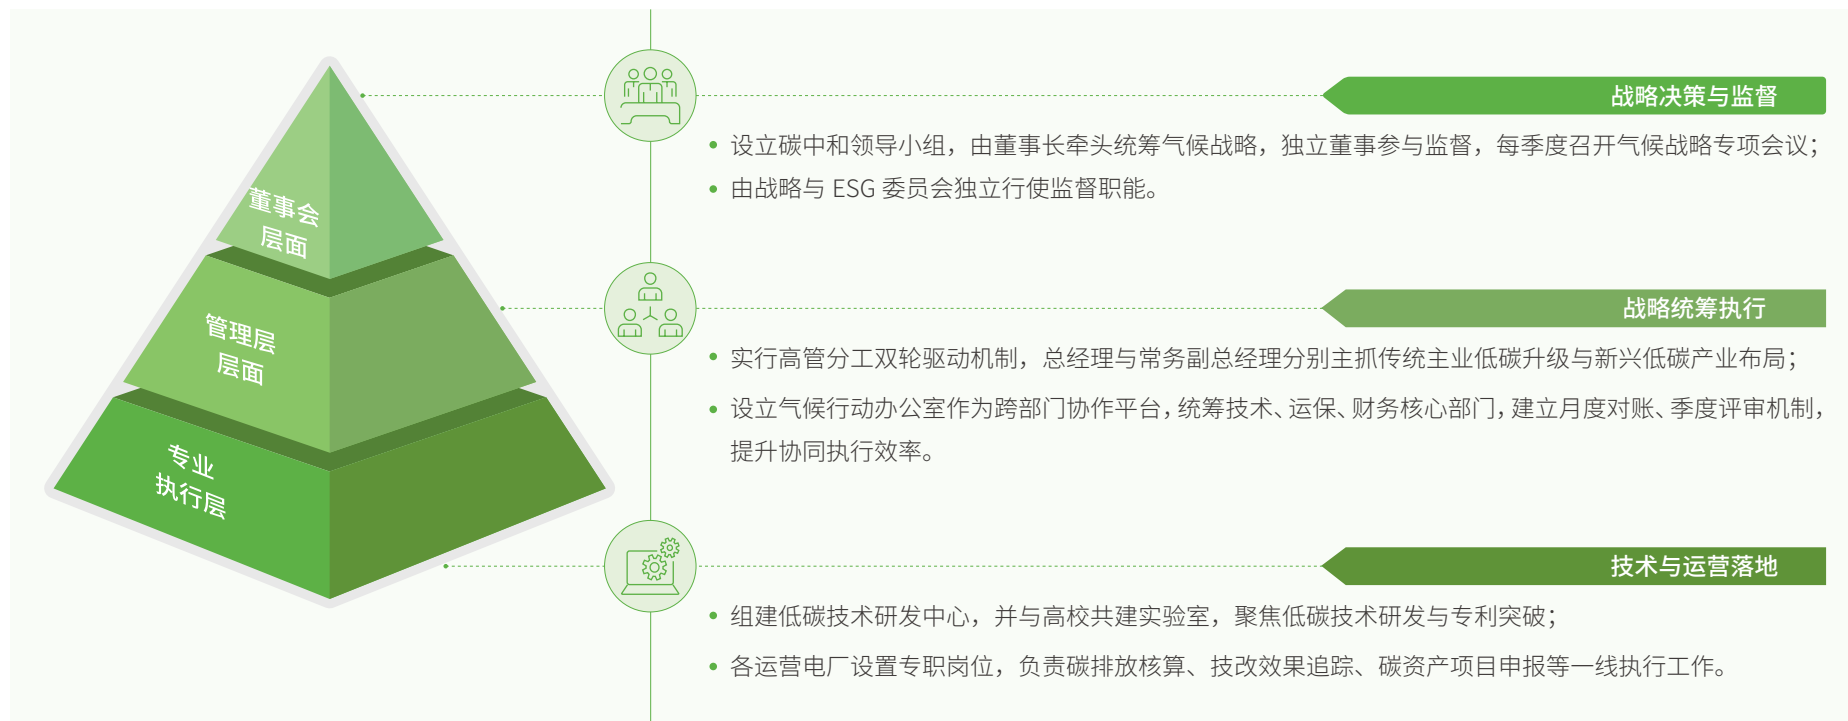 战略决策与监督
设立碳中和领导小组，由董事长牵头统筹气候战略，独立董事参与监督，每季度召开气候战略专项会议；
由战略与 ESG 委员会独立行使监督职能。
董事会
层面
战略统筹执行
实行高管分工双轮驱动机制，总经理与常务副总经理分别主抓传统主业低碳升级与新兴低碳产业布局；
设立气候行动办公室作为跨部门协作平台，统筹技术、运保、财务核心部门，建立月度对账、季度评审机制，
提升协同执行效率。
管理层
层面
专业
执行层
技术与运营落地
组建低碳技术研发中心，并与高校共建实验室，聚焦低碳技术研发与专利突破；
各运营电厂设置专职岗位，负责碳排放核算、技改效果追踪、碳资产项目申报等一线执行工作。